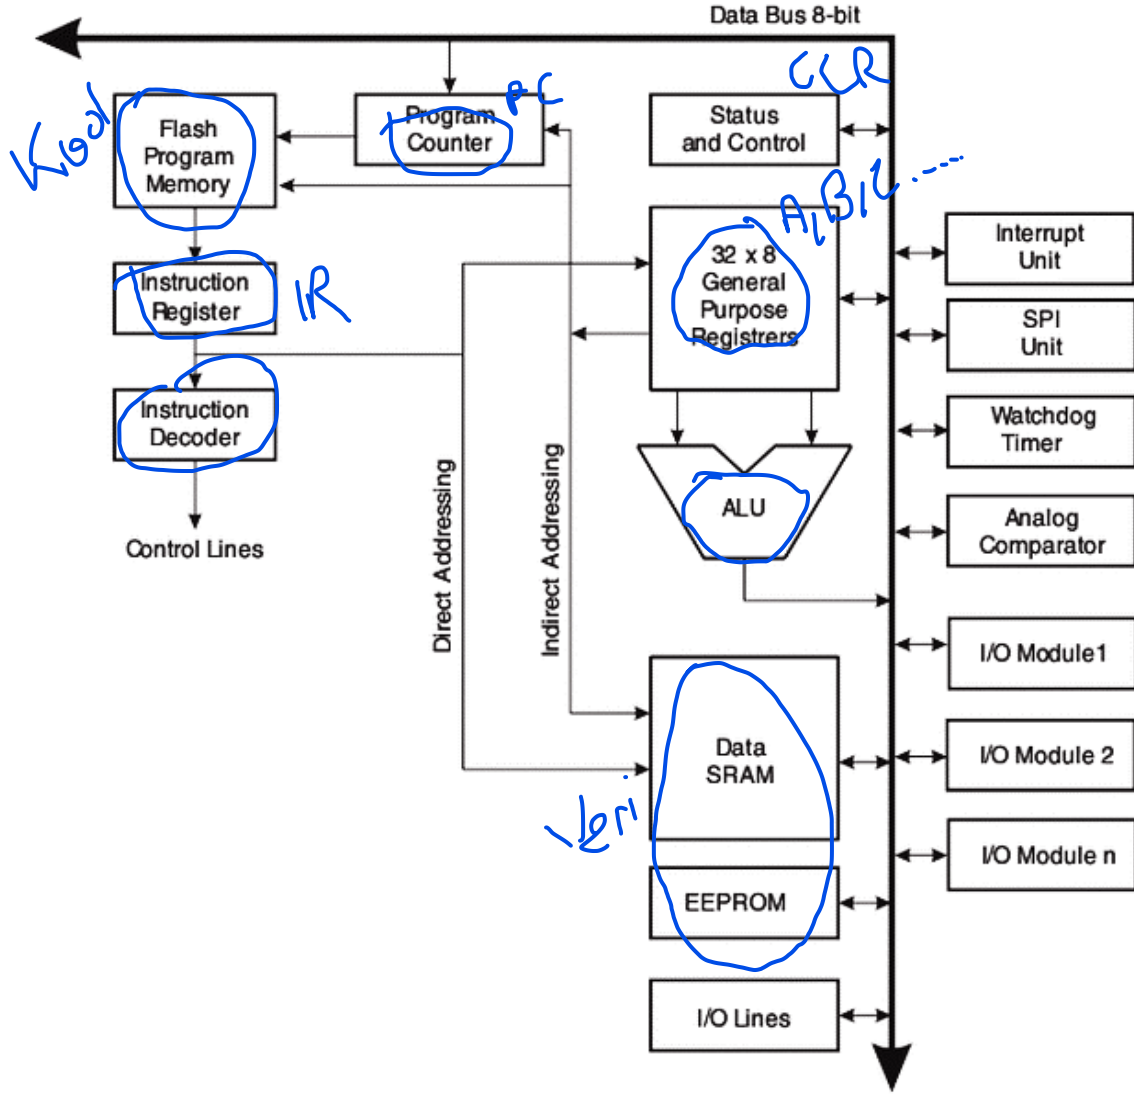 Data Bus 8-bit
CCR
Kod
Flash
Program
Memory
PC
Program
Counter
Status
and Control
A,B,C.....
Instruction
Register
IR
32 x 8
General
Purpose
Registrers
Interrupt
Unit
SPI
Unit
Instruction
Decoder
Watchdog
Timer
Control Lines
Direct Addressing
Indirect Addressing
ALU
Analog
Comparator
I/O Module1
Data
SRAM
I/O Module 2
Veri
I/O Module n
EEPROM
I/O Lines